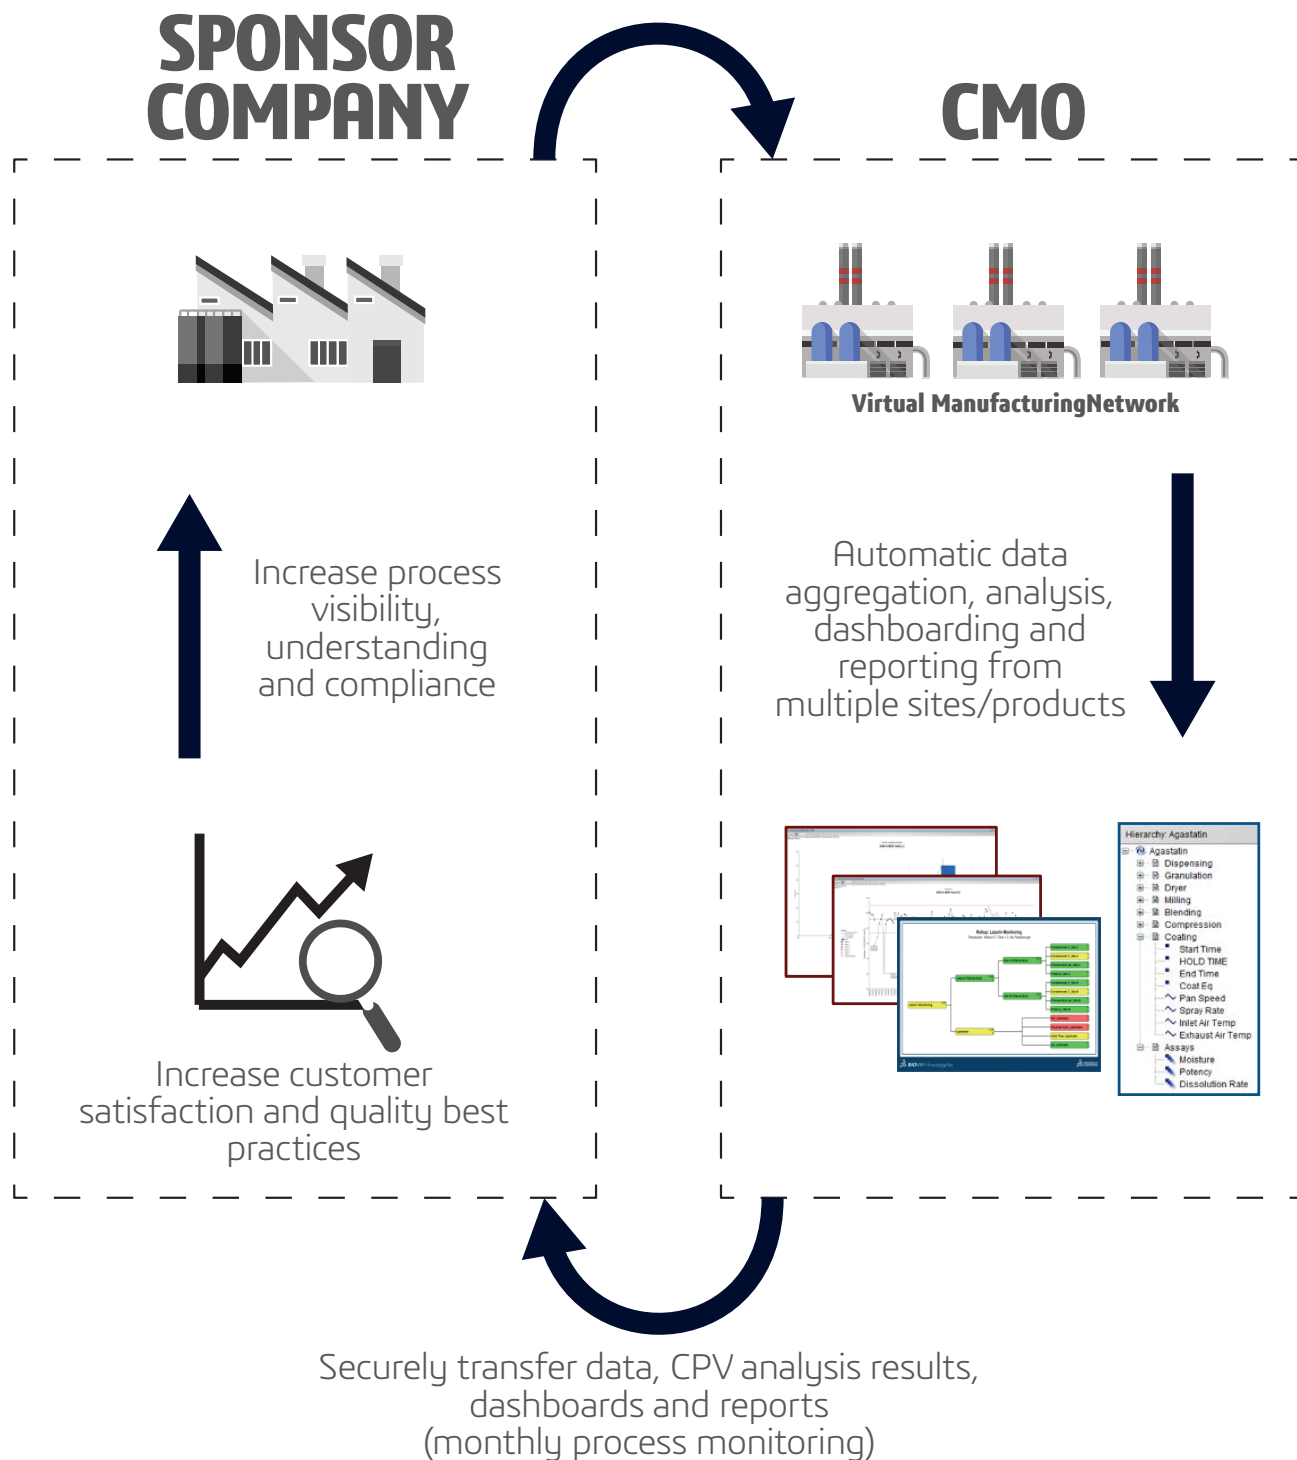 SPONSOR
COMPANY
CMO
Virtual ManufacturingNetwork
Increase process
visibility,
understanding
and compliance
Automatic data
aggregation, analysis,
dashboarding and
reporting from
multiple sites/products
Hierarchy: Agastatin
Agastatin
Dispensing
Granulation
Dryer
Milling
Blending
Compression
Coating
Start Time
HOLD TIME
End Time
Coat Eq
Pan Speed
Spray Rate
Inlet Air Temp
Exhaust Air Temp
Assays
Moisture
Potency
Dissolution Rate
Increase customer
satisfaction and quality best
practices
Securely transfer data, CPV analysis results,
dashboards and reports
(monthly process monitoring)